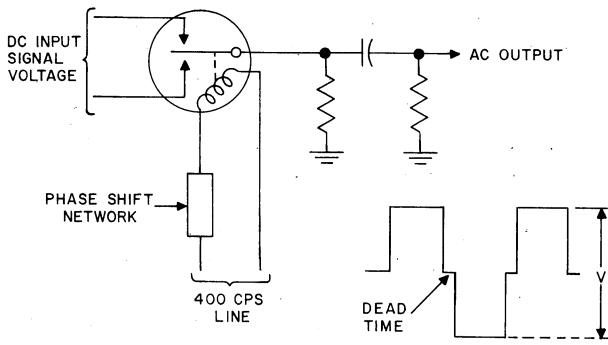 DC INPUT
SIGNAL
VOLTAGE
AC OUTPUT
PHASE SHIFT
NETWORK
400 CPS
LINE
DEAD
TIME
V